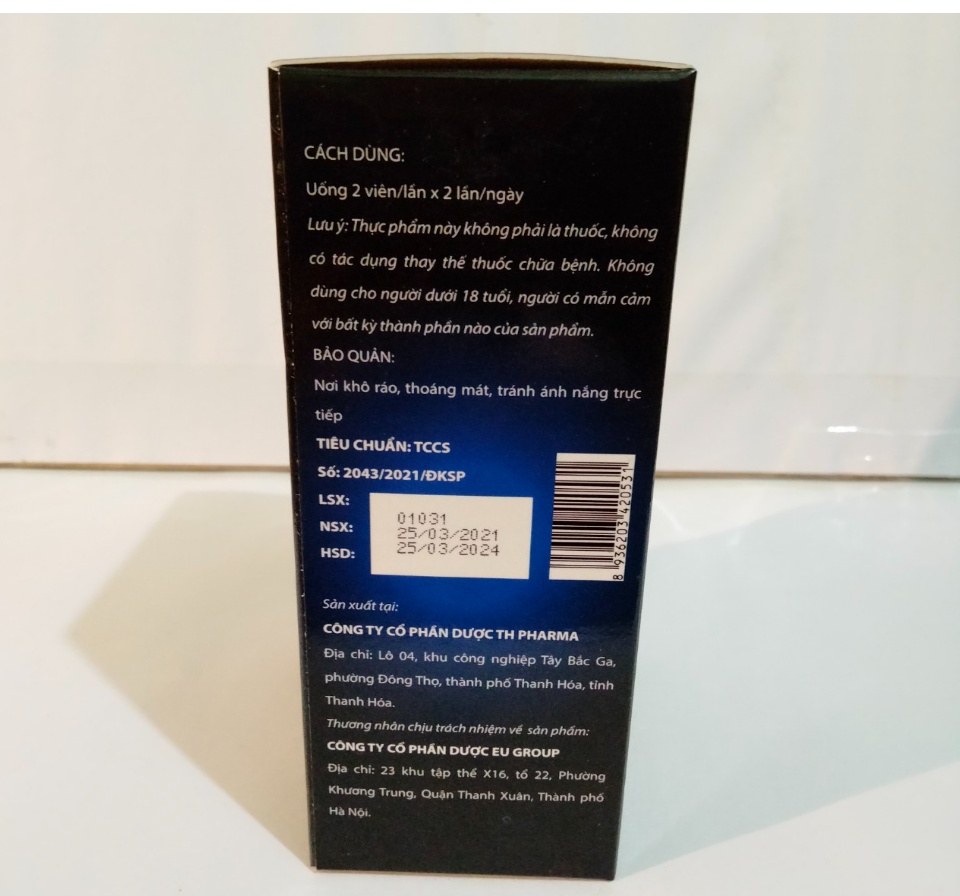 CÁCH DÙNG:
Uống 2 viên/lần x 2 lần/ngày
Lưu ý: Thực phẩm này không phải là thuốc, không
có tác dụng thay thế thuốc chữa bệnh. Không
dùng cho người dưới 18 tuổi, người có mẫn cảm
với bất kỳ thành phần nào của sản phẩm.
BẢO QUẢN:
Nơi khô ráo, thoáng mát, tránh ánh nắng trực
tiếp
TIÊU CHUẨN: TCCS
Số: 2043/2021/ĐKSP
LSX: 01031
NSX: 25/03/2021
HSD: 25/03/2024
8 936203 420531
Sản xuất tại:
CÔNG TY CỔ PHẦN DƯỢC TH PHARMA
Địa chỉ: Lô 04, khu công nghiệp Tây Bắc Ga,
phường Đông Thọ, thành phố Thanh Hóa, tỉnh
Thanh Hóa.
Thương nhân chịu trách nhiệm về sản phẩm:
CÔNG TY CỔ PHẦN DƯỢC EU GROUP
Địa chỉ: 23 khu tập thể X16, tổ 22, Phường
Khương Trung, Quận Thanh Xuân, Thành phố
Hà Nội.